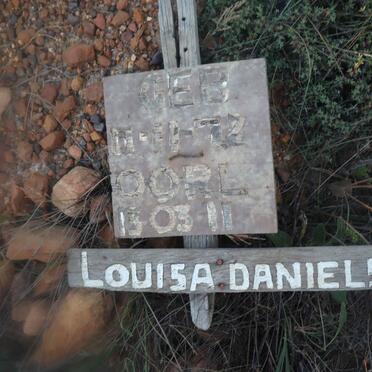 GEB
11-11-72
OORL
13 03 11
LOUISA DANIEL